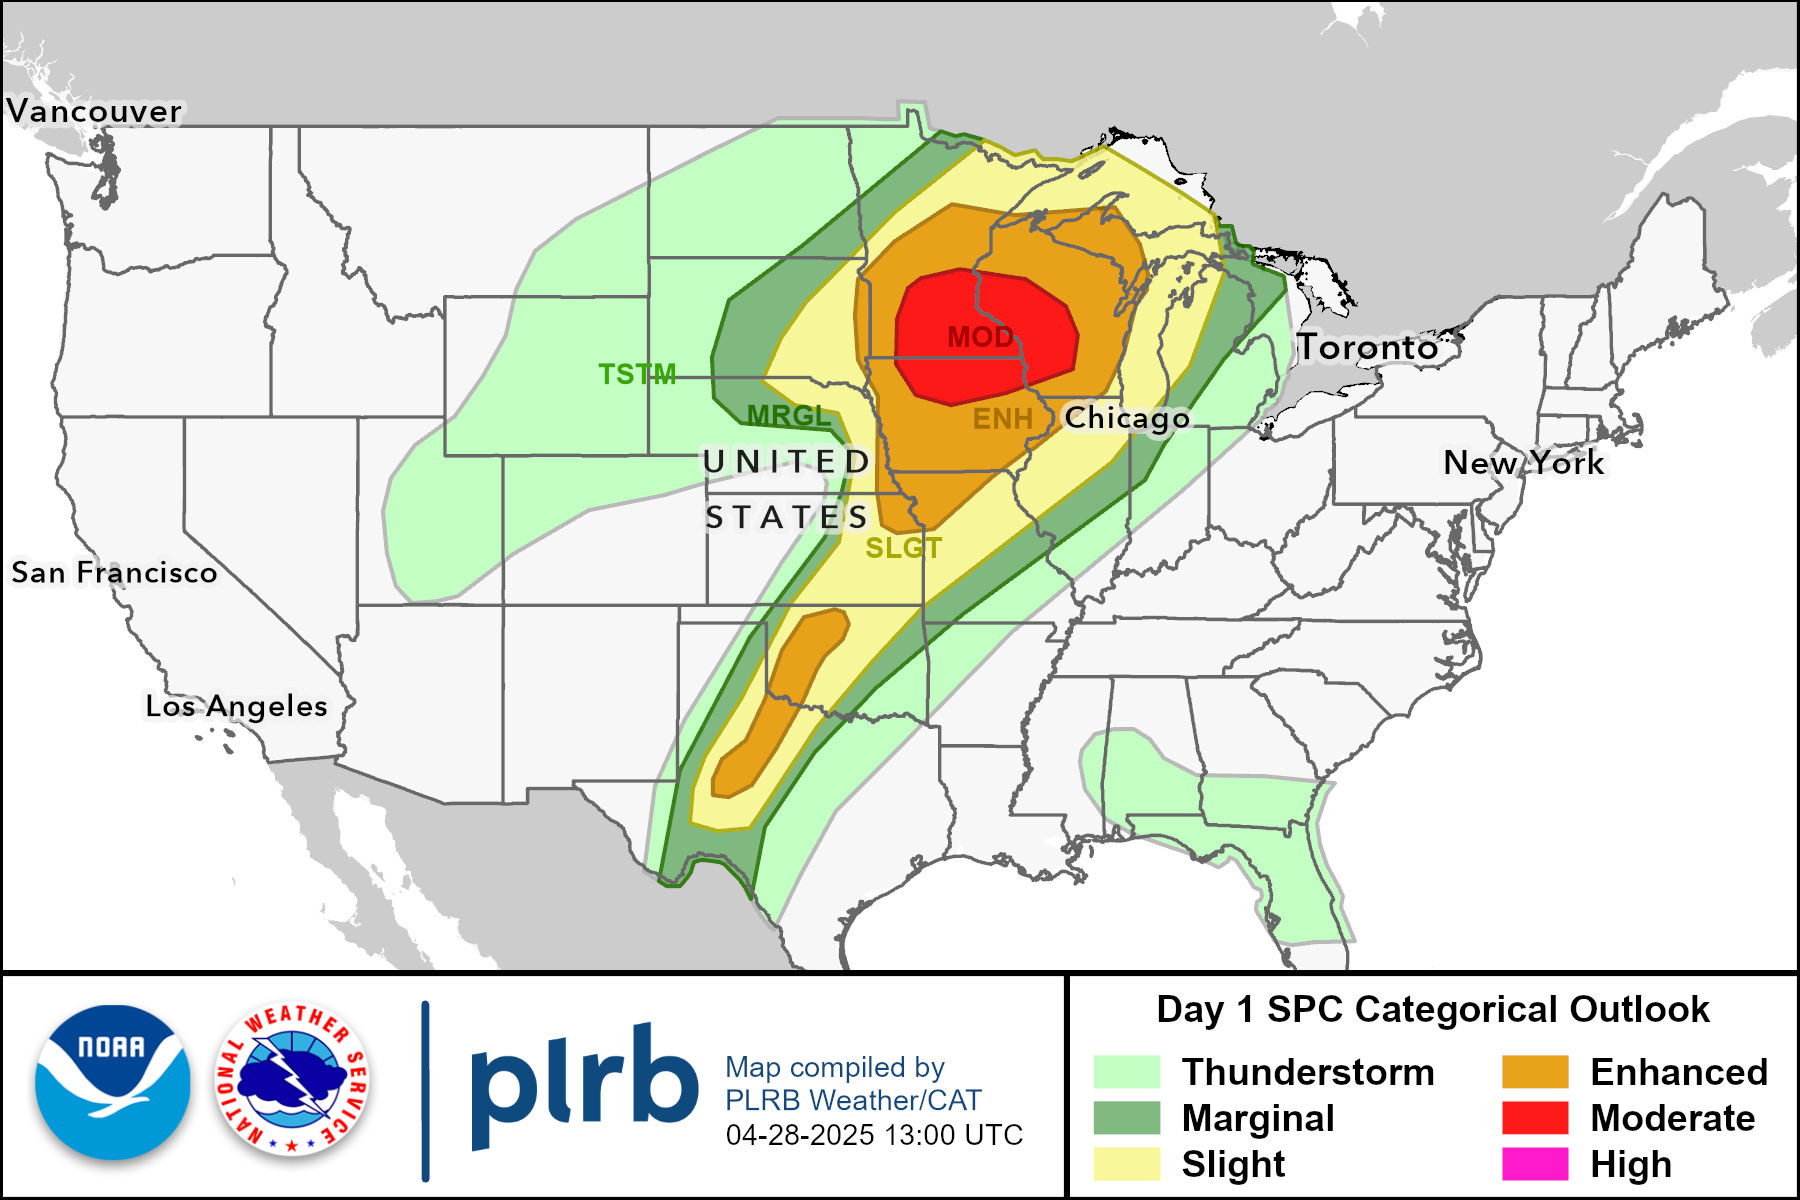 Vancouver
Toronto
TSTM
MOD
MRGL
ENH
Chicago
UNITED
STATES
New York
SLGT
San Francisco
Los Angeles
NOAA
NATIONAL WEATHER SERVICE
plrb
Map compiled by
PLRB Weather/CAT
04-28-2025 13:00 UTC
Day 1 SPC Categorical Outlook
Thunderstorm
Enhanced
Marginal
Moderate
Slight
High